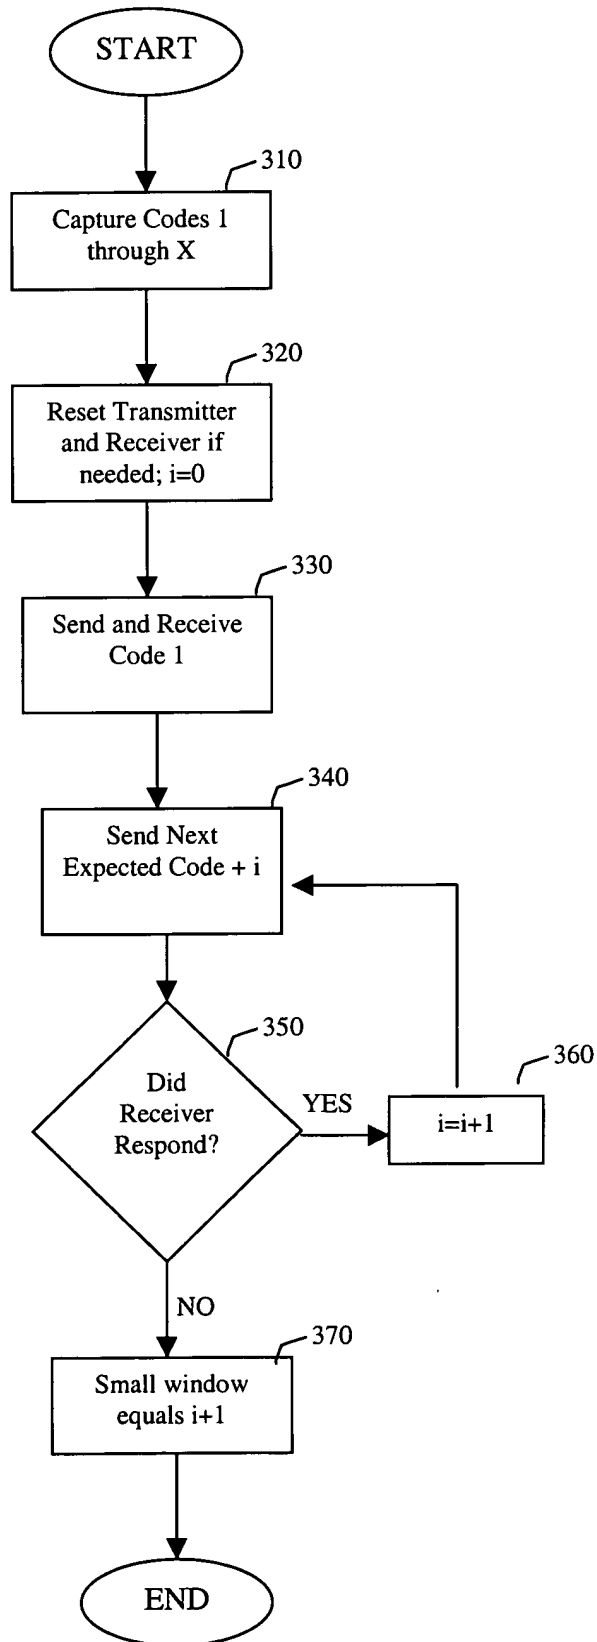 START
310
Capture Codes 1
through X
320
Reset Transmitter
and Receiver if
needed; i=0
330
Send and Receive
Code 1
340
Send Next
Expected Code + i
350
Did
Receiver
Respond?
YES
360
i=i+1
NO
370
Small window
equals i+1
END